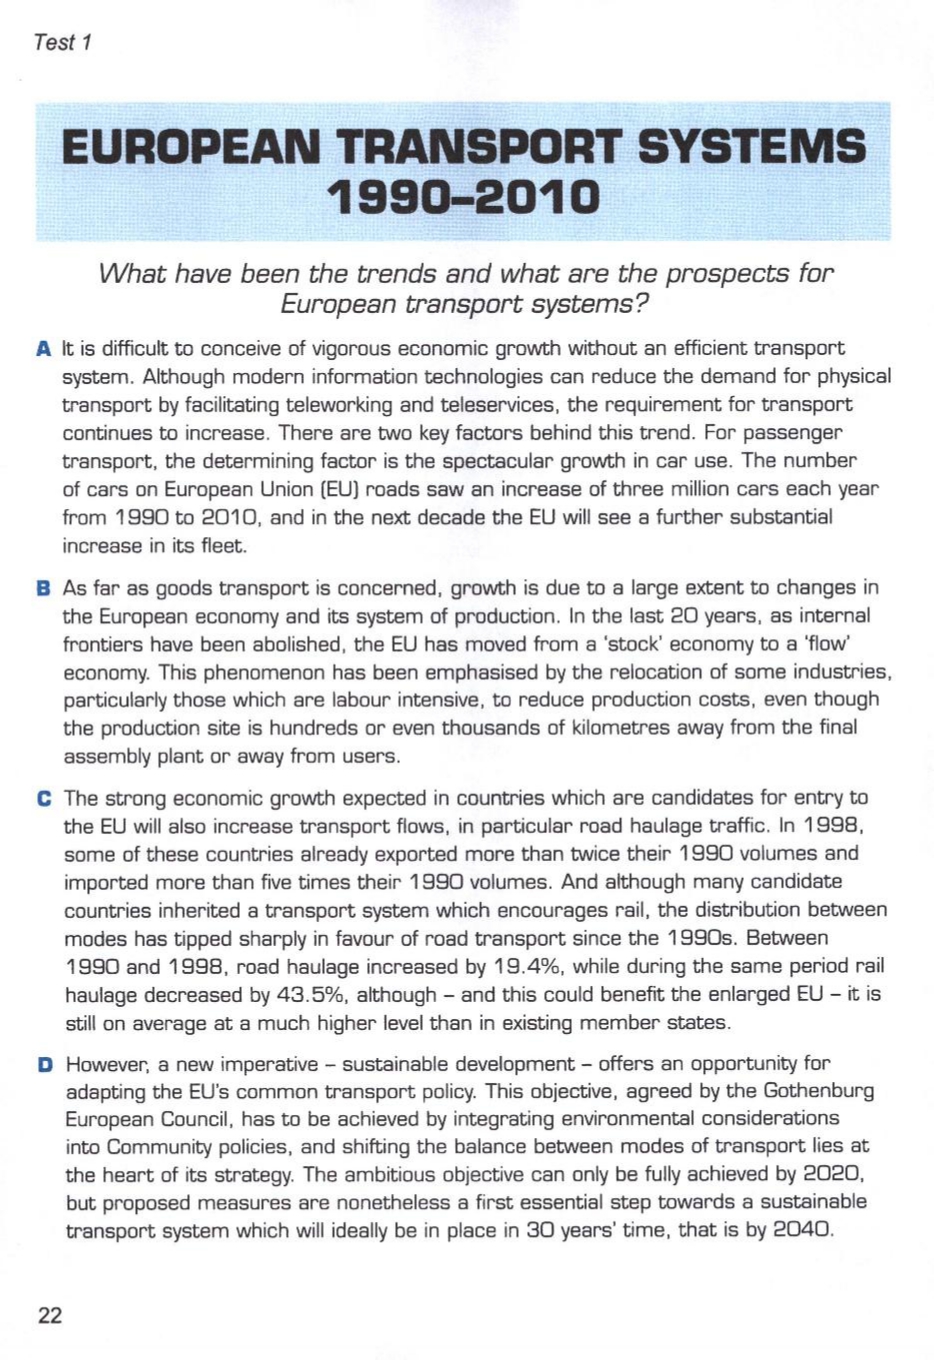 Test 1
EUROPEAN TRANSPORT SYSTEMS
1990–2010
What have been the trends and what are the prospects for
European transport systems?
A It is difficult to conceive of vigorous economic growth without an efficient transport
system. Although modern information technologies can reduce the demand for physical
transport by facilitating teleworking and teleservices, the requirement for transport
continues to increase. There are two key factors behind this trend. For passenger
transport, the determining factor is the spectacular growth in car use. The number
of cars on European Union (EU) roads saw an increase of three million cars each year
from 1990 to 2010, and in the next decade the EU will see a further substantial
increase in its fleet.
B As far as goods transport is concerned, growth is due to a large extent to changes in
the European economy and its system of production. In the last 20 years, as internal
frontiers have been abolished, the EU has moved from a 'stock' economy to a 'flow'
economy. This phenomenon has been emphasised by the relocation of some industries,
particularly those which are labour intensive, to reduce production costs, even though
the production site is hundreds or even thousands of kilometres away from the final
assembly plant or away from users.
C The strong economic growth expected in countries which are candidates for entry to
the EU will also increase transport flows, in particular road haulage traffic. In 1998,
some of these countries already exported more than twice their 1990 volumes and
imported more than five times their 1990 volumes. And although many candidate
countries inherited a transport system which encourages rail, the distribution between
modes has tipped sharply in favour of road transport since the 1990s. Between
1990 and 1998, road haulage increased by 19.4%, while during the same period rail
haulage decreased by 43.5%, although – and this could benefit the enlarged EU – it is
still on average at a much higher level than in existing member states.
D However, a new imperative – sustainable development – offers an opportunity for
adapting the EU's common transport policy. This objective, agreed by the Gothenburg
European Council, has to be achieved by integrating environmental considerations
into Community policies, and shifting the balance between modes of transport lies at
the heart of its strategy. The ambitious objective can only be fully achieved by 2020,
but proposed measures are nonetheless a first essential step towards a sustainable
transport system which will ideally be in place in 30 years' time, that is by 2040.
22